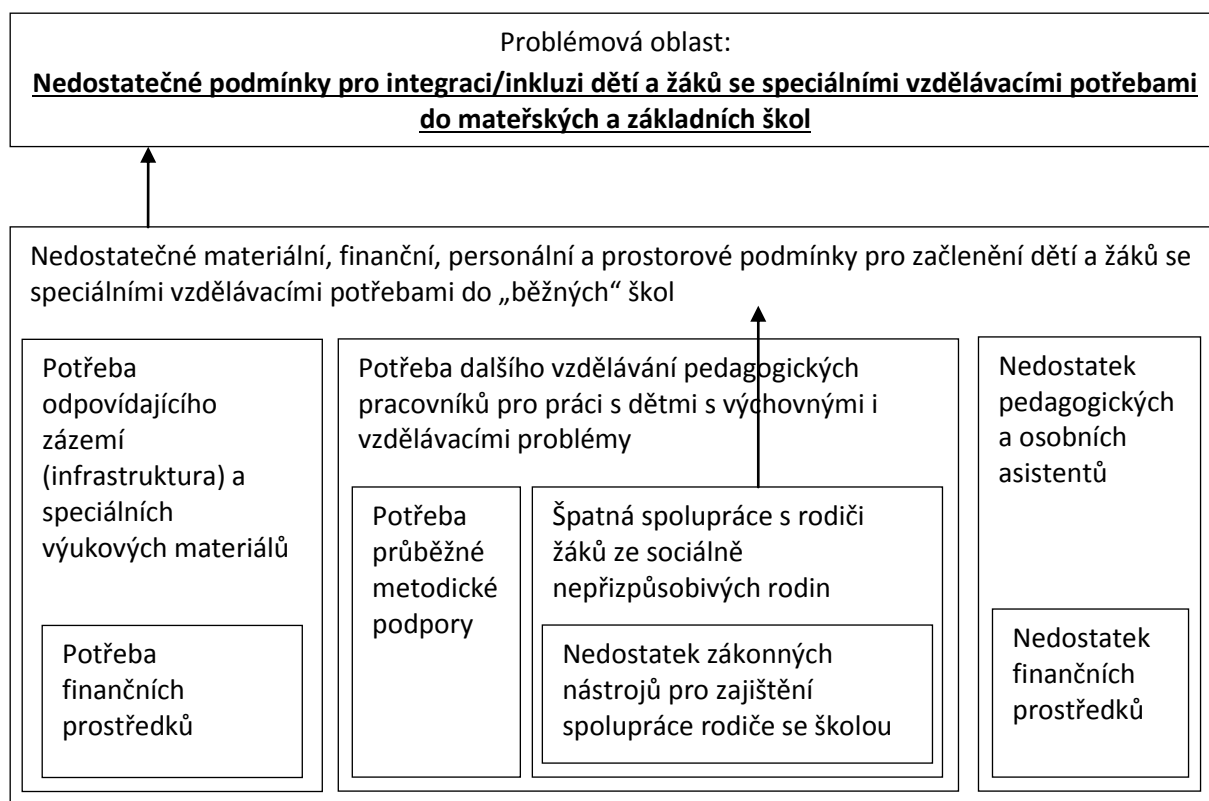 Problémová oblast:
Nedostatečné podmínky pro integraci/inkluzi dětí a žáků se speciálními vzdělávacími potřebami
do mateřských a základních škol
Nedostatečné materiální, finanční, personální a prostorové podmínky pro začlenění dětí a žáků se
speciálními vzdělávacími potřebami do „běžných“ škol
Potřeba
odpovídajícího
zázemí
(infrastruktura) a
speciálních
výukových materiálů
Potřeba
finančních
prostředků
Potřeba dalšího vzdělávání pedagogických
pracovníků pro práci s dětmi s výchovnými i
vzdělávacími problémy
Potřeba
průběžné
metodické
podpory
Špatná spolupráce s rodiči
žáků ze sociálně
nepřizpůsobivých rodin
Nedostatek zákonných
nástrojů pro zajištění
spolupráce rodiče se školou
Nedostatek
pedagogických
a osobních
asistentů
Nedostatek
finančních
prostředků